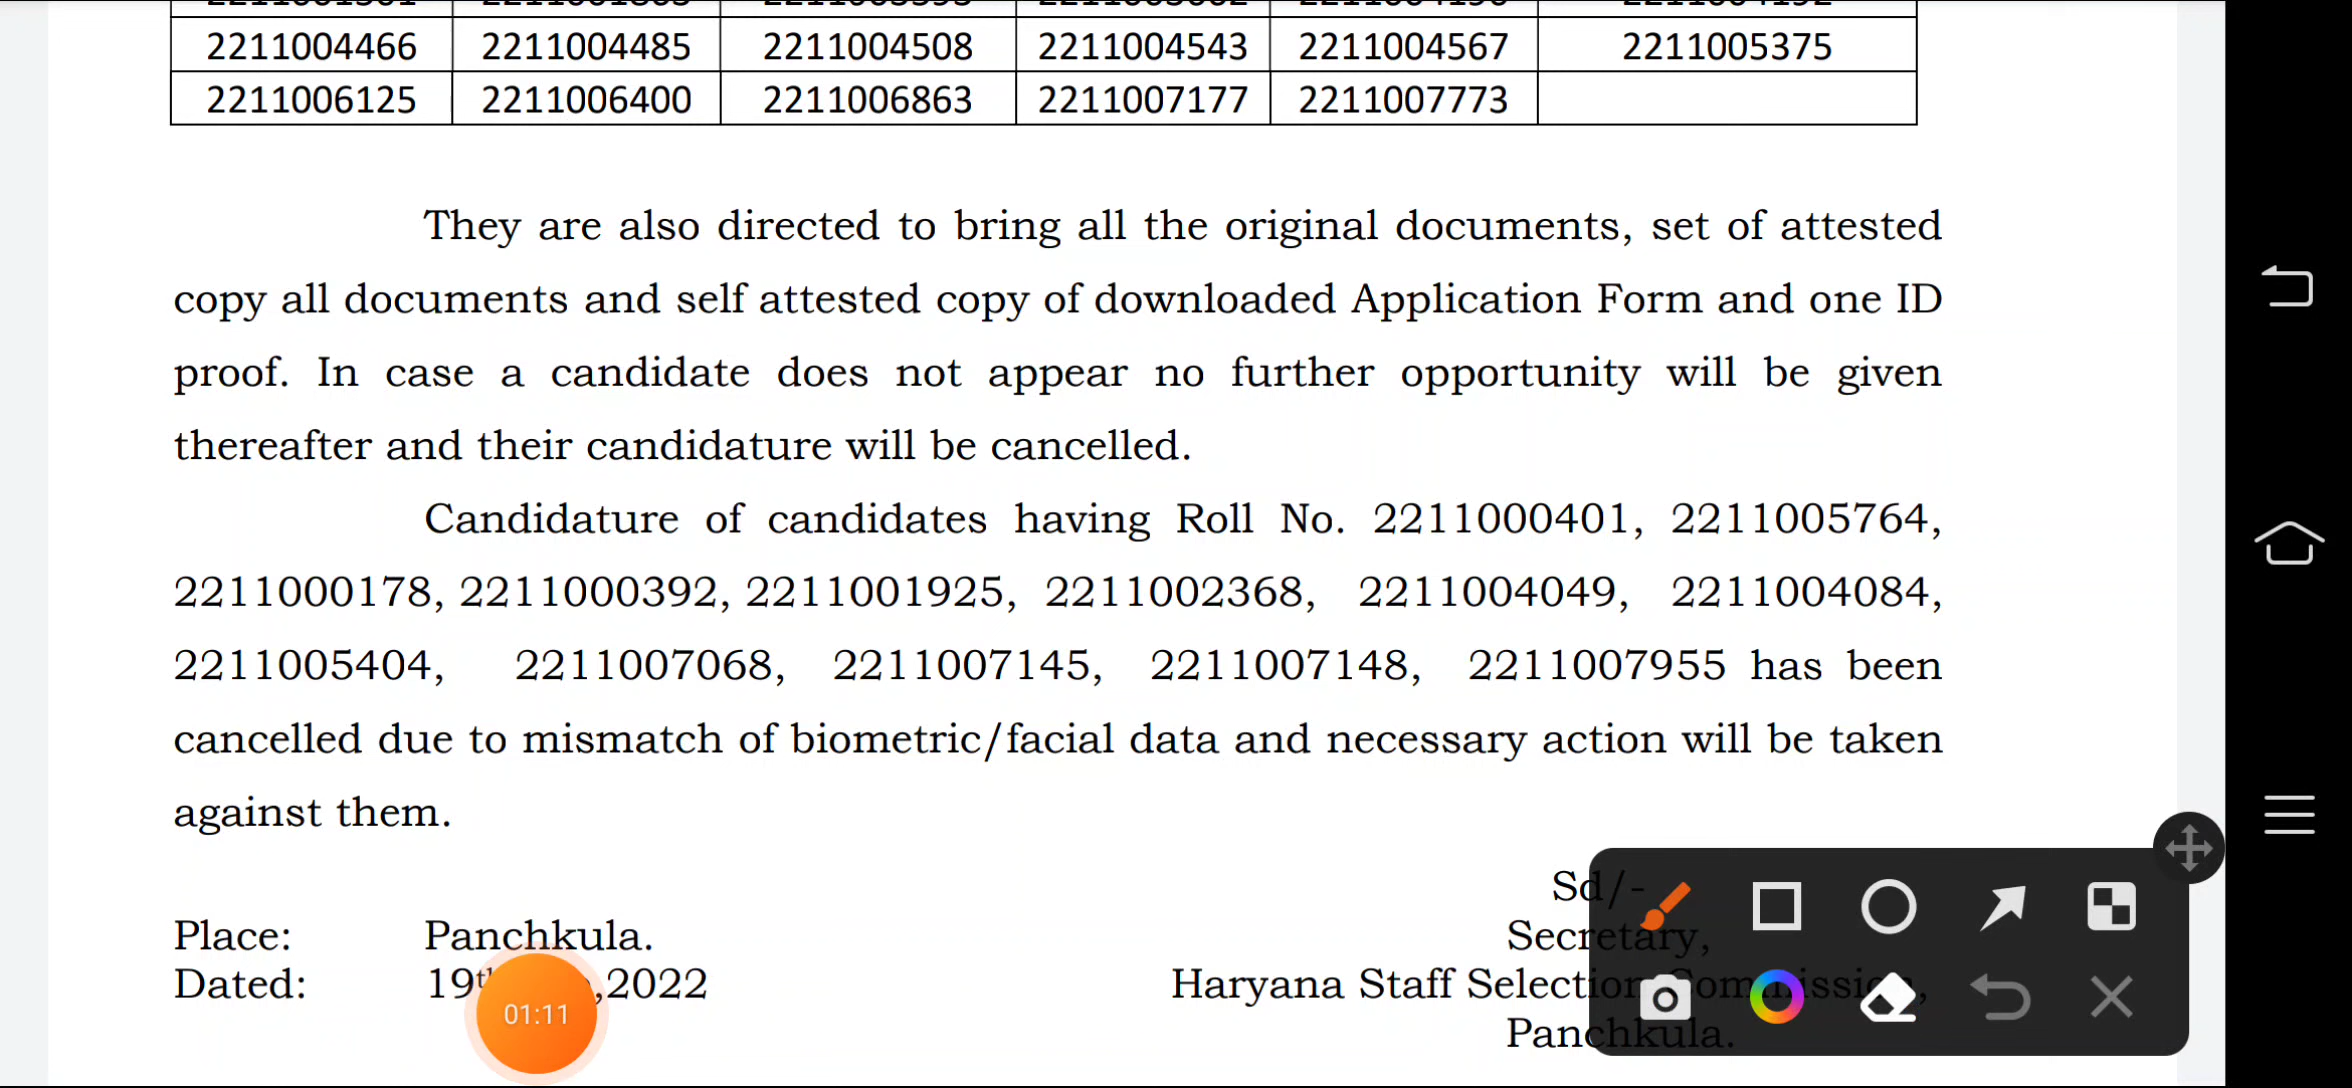 2211004466 2211004485 2211004508 2211004543 2211004567 2211005375
2211006125 2211006400 2211006863 2211007177 2211007773
They are also directed to bring all the original documents, set of attested
copy all documents and self attested copy of downloaded Application Form and one ID
proof. In case a candidate does not appear no further opportunity will be given
thereafter and their candidature will be cancelled.
Candidature of candidates having Roll No. 2211000401, 2211005764,
2211000178, 2211000392, 2211001925, 2211002368, 2211004049, 2211004084,
2211005404, 2211007068, 2211007145, 2211007148, 2211007955 has been
cancelled due to mismatch of biometric/facial data and necessary action will be taken
against them.
Sd/-
Place: Panchkula. Secretary,
Dated: 19th ,2022 Haryana Staff Selection Commission,
01:11
Panchkula.